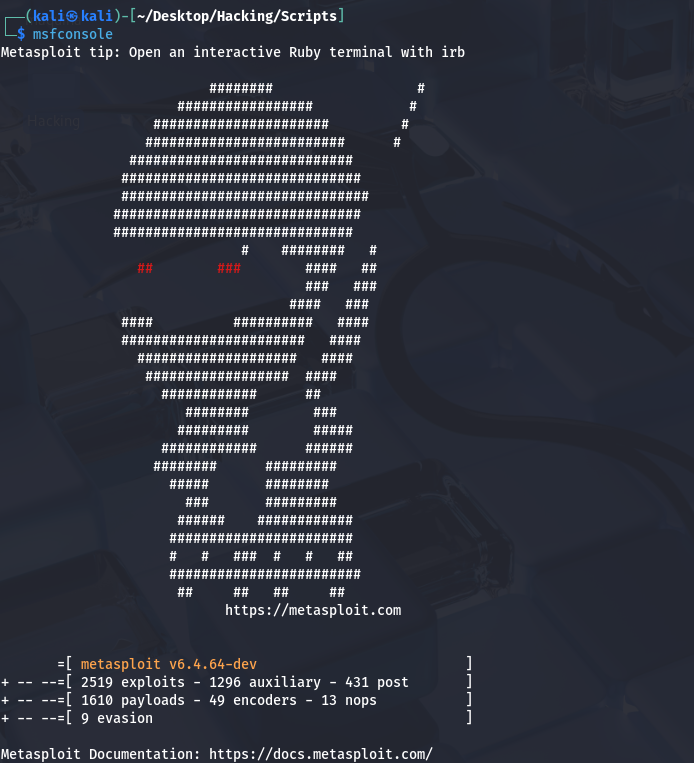 Hacking
┌──(kali㉿kali)-[~/Desktop/Hacking/Scripts]
└─$ msfconsole
Metasploit tip: Open an interactive Ruby terminal with irb

                          ########                  #
                      #################            #
                   ######################         #
                  #########################      #
                ############################
               ##############################
               ###############################
              ###############################
              ##############################
                              #    ########   #
                 ##        ###        ####   ##
                                      ###   ###
                                    ####   ###
               ####          ##########   ####
               #######################   ####
                 ####################   ####
                  ##################  ####
                    ############      ##
                       ########        ###
                      #########        #####
                    ############      ######
                   ########      #########
                     #####       ########
                       ###       #########
                      ######    ############
                     #######################
                     #   #   ###  #   #   ##
                     ########################
                      ##     ##   ##     ##
                            https://metasploit.com

       =[ metasploit v6.4.64-dev                          ]
+ -- --=[ 2519 exploits - 1296 auxiliary - 431 post       ]
+ -- --=[ 1610 payloads - 49 encoders - 13 nops           ]
+ -- --=[ 9 evasion                                       ]

Metasploit Documentation: https://docs.metasploit.com/